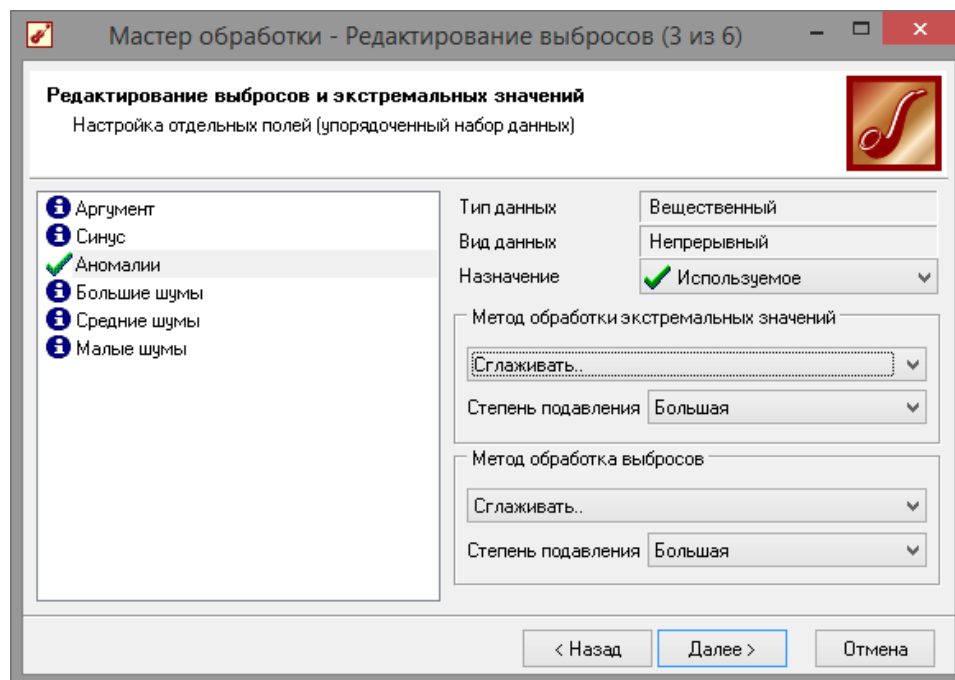 Мастер обработки - Редактирование выбросов (3 из 6)
Редактирование выбросов и экстремальных значений
Настройка отдельных полей (упорядоченный набор данных)
Аргумент
Синус
Аномалии
Большие шумы
Средние шумы
Малые шумы
Тип данных Вещественный
Вид данных Непрерывный
Назначение Используемое
Метод обработки экстремальных значений
Сглаживать..
Степень подавления Большая
Метод обработка выбросов
Сглаживать..
Степень подавления Большая
< Назад Далее > Отмена